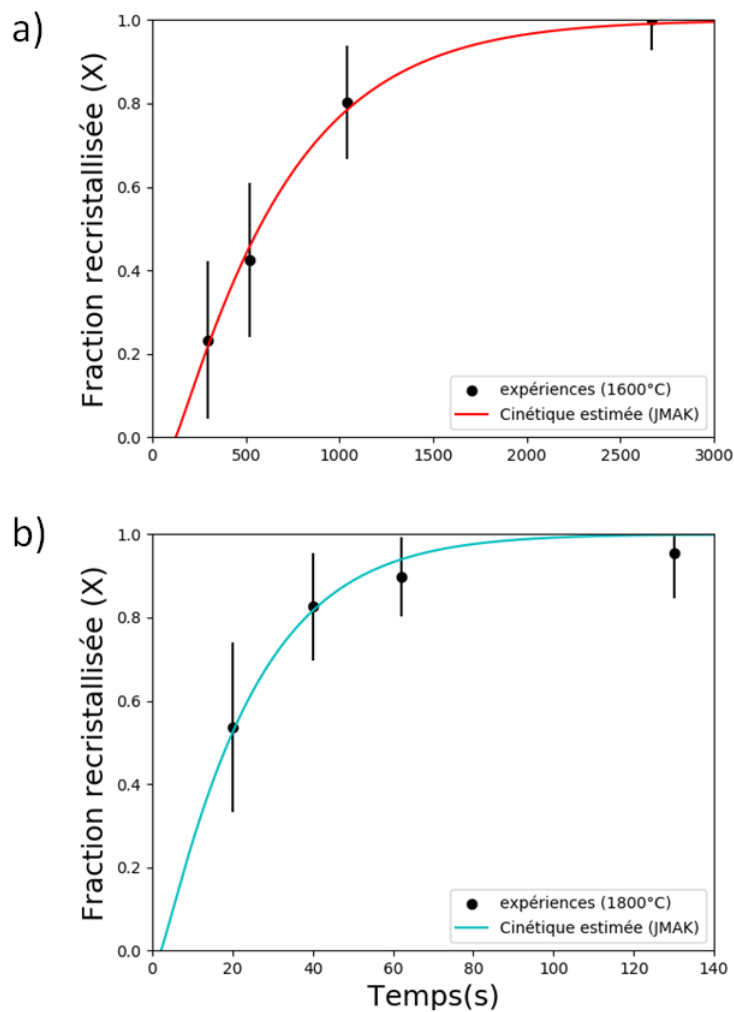 a)
Fraction recristallisée (X)
1.0
0.8
0.6
0.4
0.2
0.0
expériences (1600°C)
Cinétique estimée (JMAK)
0 500 1000 1500 2000 2500 3000
b)
Fraction recristallisée (X)
1.0
0.8
0.6
0.4
0.2
0.0
expériences (1800°C)
Cinétique estimée (JMAK)
0 20 40 60 80 100 120 140
Temps(s)